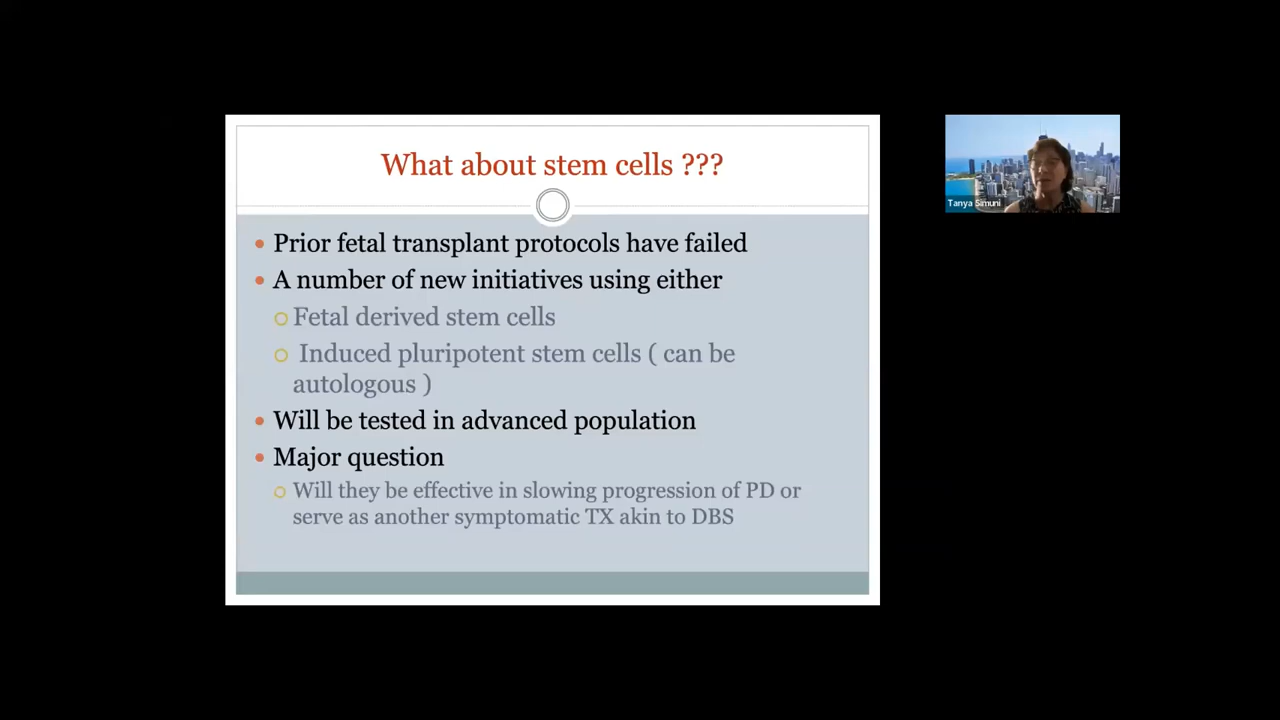 What about stem cells ???
Prior fetal transplant protocols have failed
A number of new initiatives using either
Fetal derived stem cells
Induced pluripotent stem cells ( can be
autologous )
Will be tested in advanced population
Major question
Will they be effective in slowing progression of PD or
serve as another symptomatic TX akin to DBS
Tanya Simuni